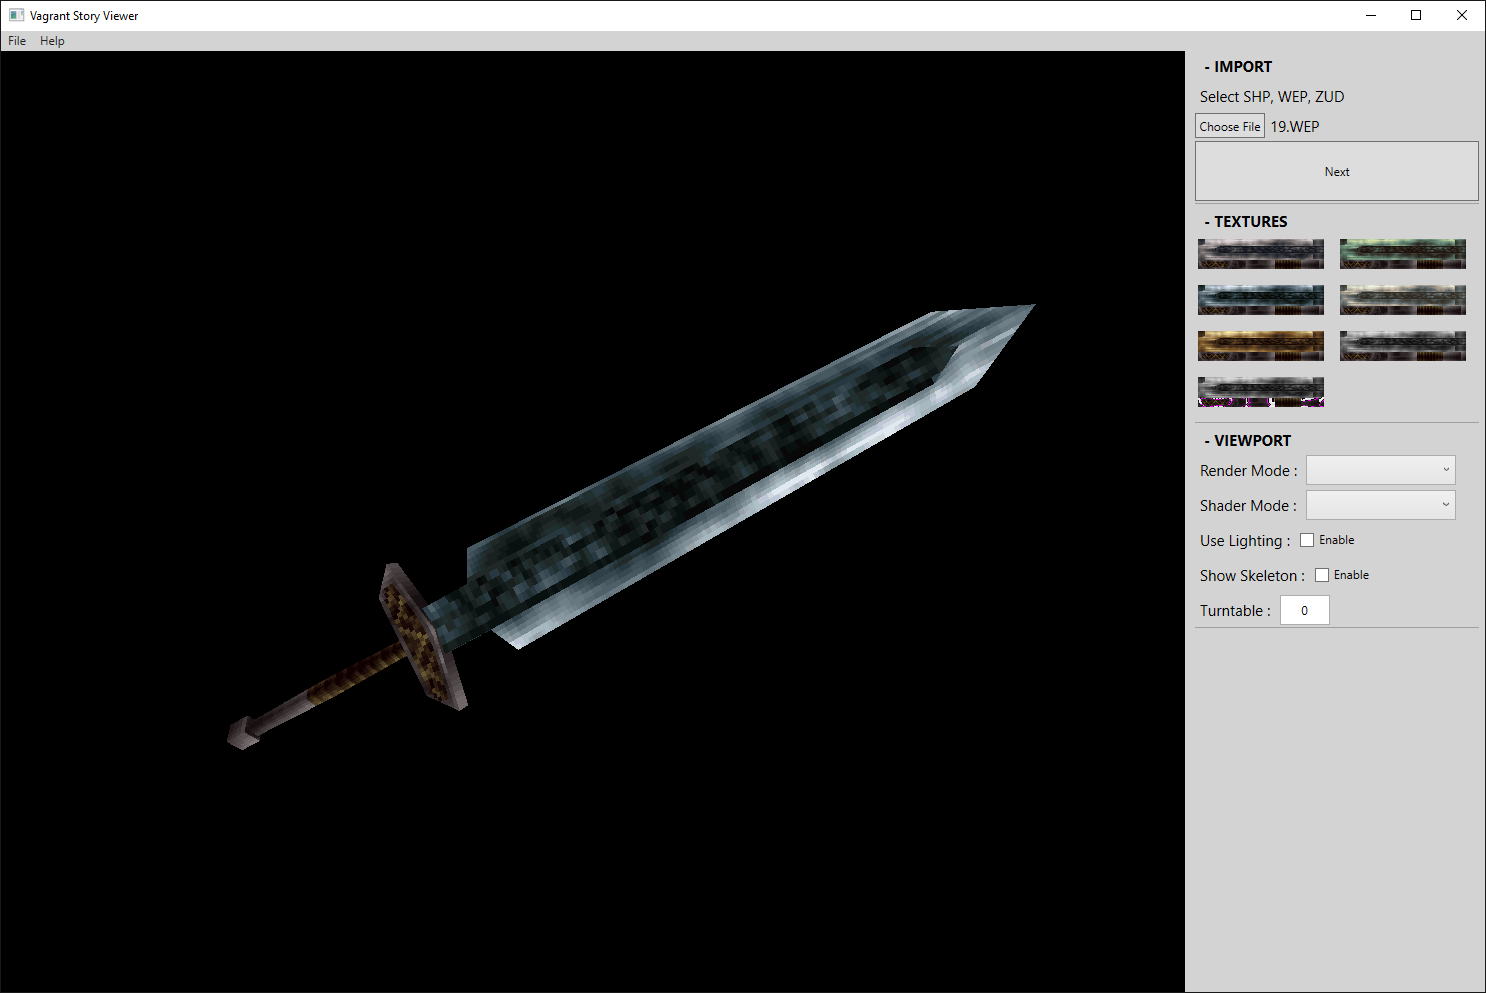 Vagrant Story Viewer
File Help
- IMPORT
Select SHP, WEP, ZUD
Choose File 19.WEP
Next
- TEXTURES
- VIEWPORT
Render Mode :
Shader Mode :
Use Lighting : Enable
Show Skeleton : Enable
Turntable : 0